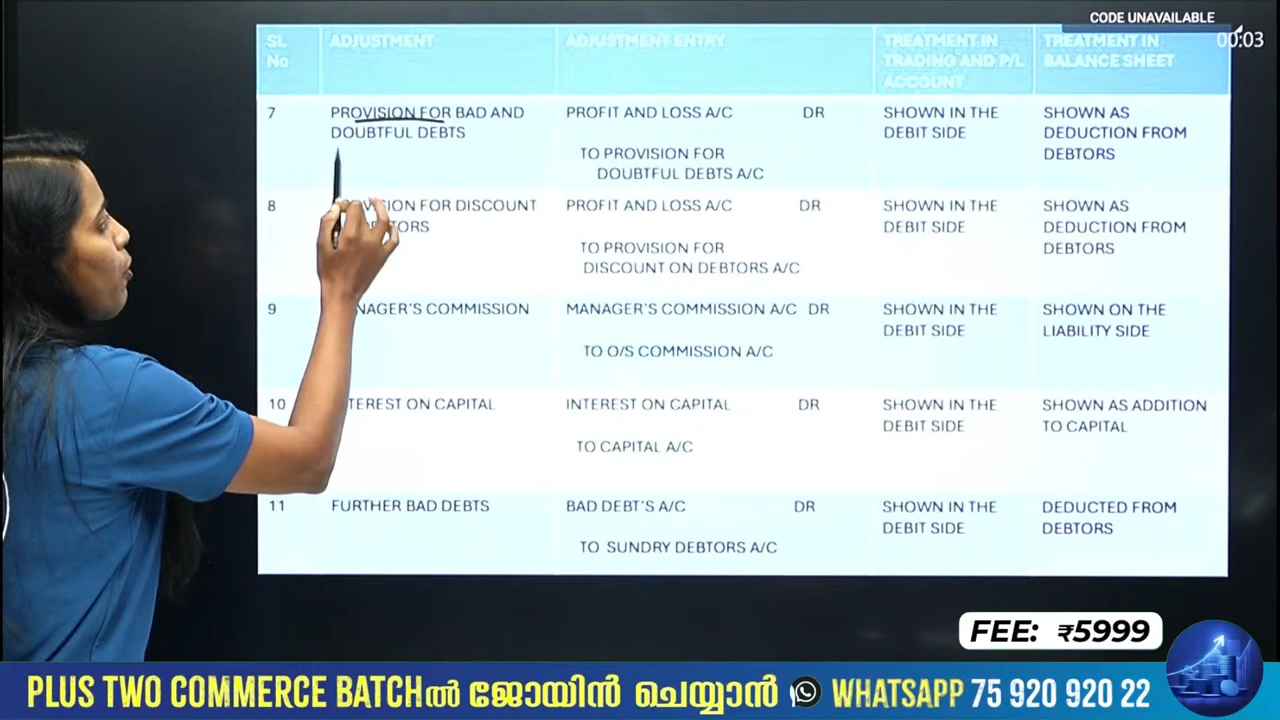 CODE UNAVAILABLE
00:03
SL No
ADJUSTMENT
ADJUSTMENT ENTRY
TREATMENT IN TRADING AND P/L ACCOUNT
TREATMENT IN BALANCE SHEET
7
PROVISION FOR BAD AND
DOUBTFUL DEBTS
PROFIT AND LOSS A/C DR
TO PROVISION FOR
DOUBTFUL DEBTS A/C
SHOWN IN THE
DEBIT SIDE
SHOWN AS
DEDUCTION FROM
DEBTORS
8
FOR DISCOUNT
PROFIT AND LOSS A/C DR
TO PROVISION FOR
DISCOUNT ON DEBTORS A/C
SHOWN IN THE
DEBIT SIDE
SHOWN AS
DEDUCTION FROM
DEBTORS
9
COMMISSION
MANAGER'S COMMISSION A/C DR
TO O/S COMMISSION A/C
SHOWN IN THE
DEBIT SIDE
SHOWN ON THE
LIABILITY SIDE
10
ON CAPITAL
INTEREST ON CAPITAL DR
TO CAPITAL A/C
SHOWN IN THE
DEBIT SIDE
SHOWN AS ADDITION
TO CAPITAL
11
FURTHER BAD DEBTS
BAD DEBT'S A/C DR
TO SUNDRY DEBTORS A/C
SHOWN IN THE
DEBIT SIDE
DEDUCTED FROM
DEBTORS
FEE: ₹5999
PLUS TWO COMMERCE BATCHൽ ജോയിൻ ചെയ്യാൻ WHATSAPP 75 920 920 22